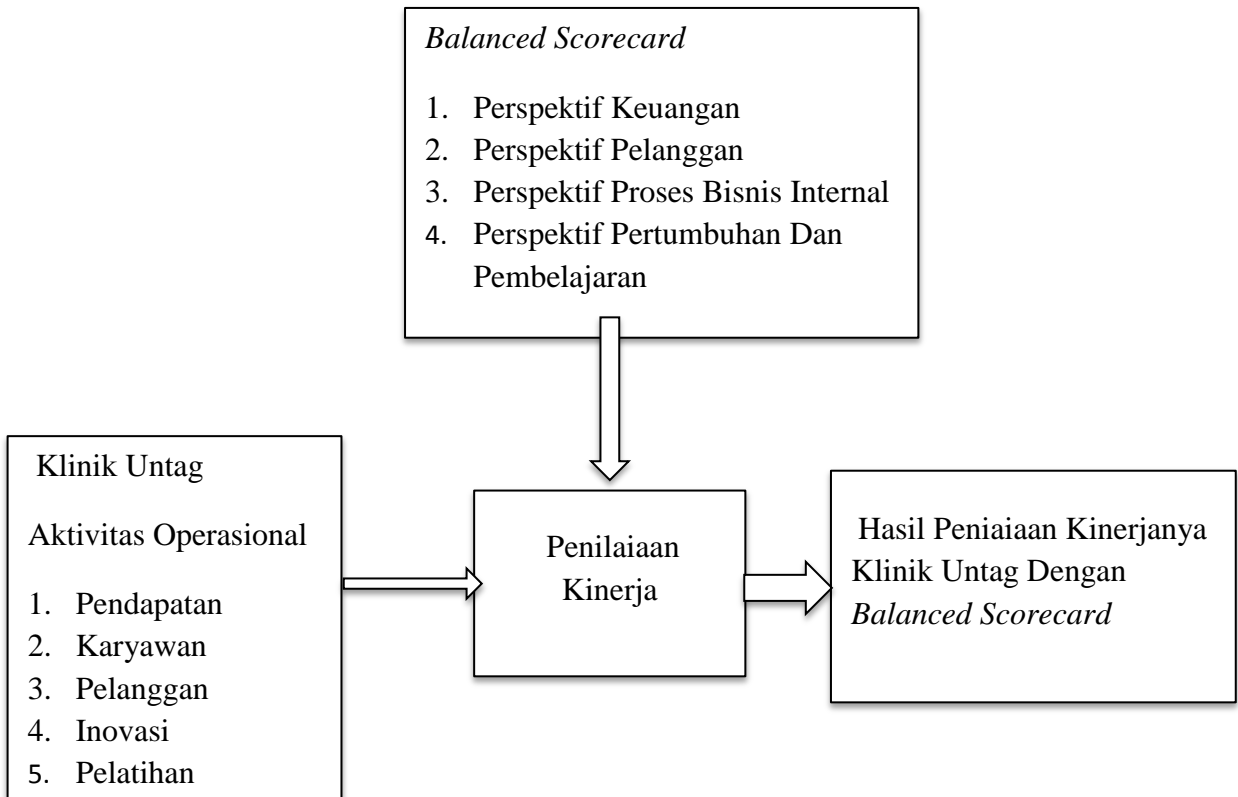 Balanced Scorecard
1. Perspektif Keuangan
2. Perspektif Pelanggan
3. Perspektif Proses Bisnis Internal
4. Perspektif Pertumbuhan Dan
Pembelajaran
Klinik Untag
Aktivitas Operasional
1. Pendapatan
2. Karyawan
3. Pelanggan
4. Inovasi
5. Pelatihan
Penilaiaan
Kinerja
Hasil Peniaiaan Kinerjanya
Klinik Untag Dengan
Balanced Scorecard